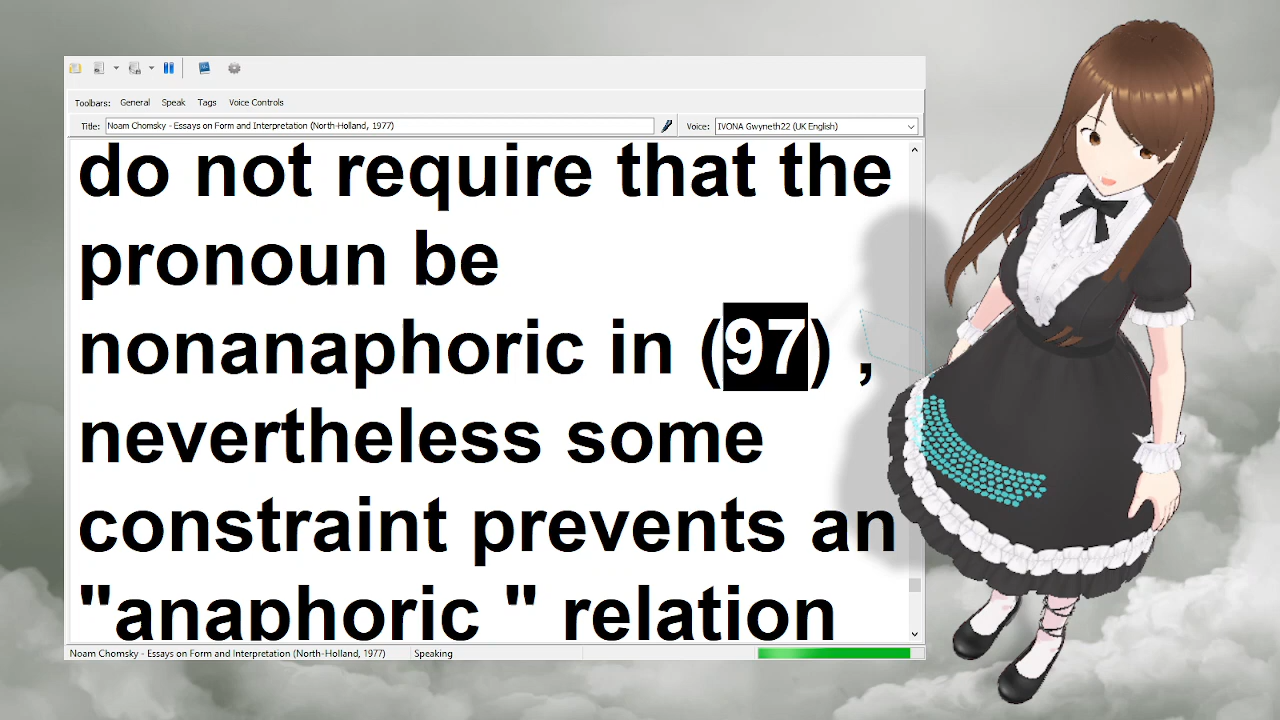 Toolbars: General Speak Tags Voice Controls
Title: Noam Chomsky - Essays on Form and Interpretation (North-Holland, 1977) Voice: IVONA Gwyneth22 (UK English)
do not require that the
pronoun be
nonanaphoric in (97) ,
nevertheless some
constraint prevents an
"anaphoric " relation
Noam Chomsky - Essays on Form and Interpretation (North-Holland, 1977) Speaking